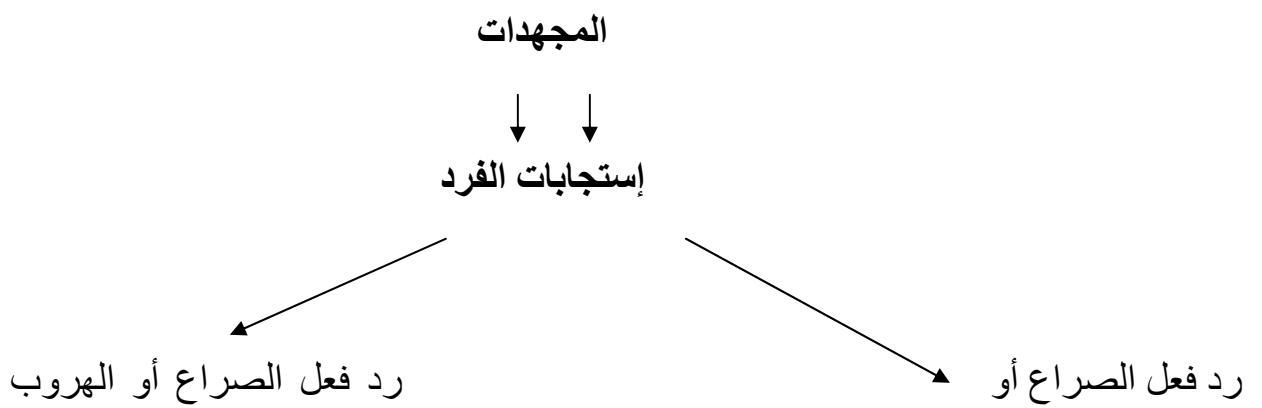 المجهدات
إستجابات الفرد
رد فعل الصراع أو
رد فعل الصراع أو الهروب